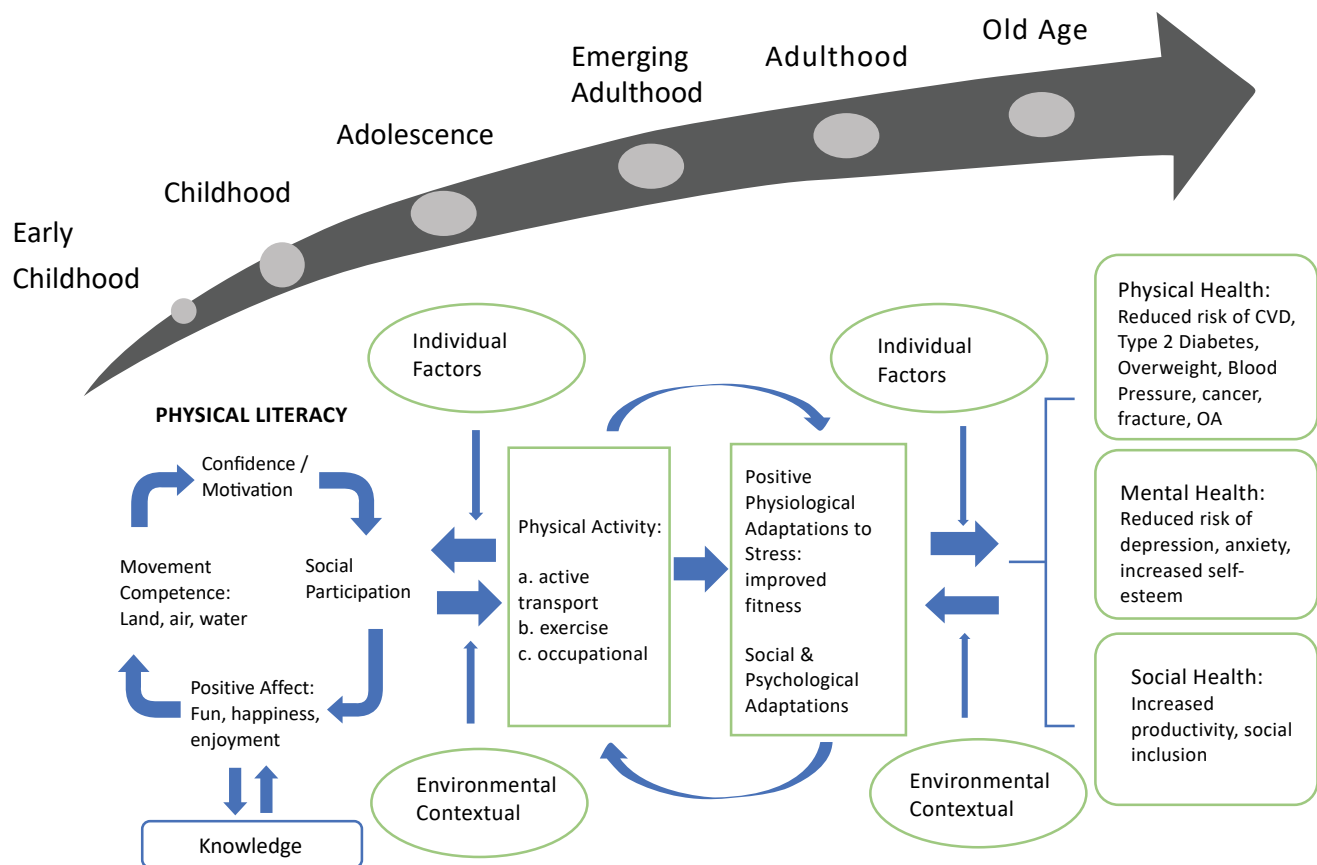 Old Age
Adulthood
Emerging
Adulthood
Adolescence
Childhood
Early
Childhood
PHYSICAL LITERACY
Confidence /
Motivation
Movement
Competence:
Land, air, water
Social
Participation
Positive Affect:
Fun, happiness,
enjoyment
Knowledge
Individual
Factors
Physical Activity:
a. active
transport
b. exercise
c. occupational
Environmental
Contextual
Positive
Physiological
Adaptations to
Stress:
improved
fitness
Social &
Psychological
Adaptations
Individual
Factors
Environmental
Contextual
Physical Health:
Reduced risk of CVD,
Type 2 Diabetes,
Overweight, Blood
Pressure, cancer,
fracture, OA
Mental Health:
Reduced risk of
depression, anxiety,
increased self-
esteem
Social Health:
Increased
productivity, social
inclusion